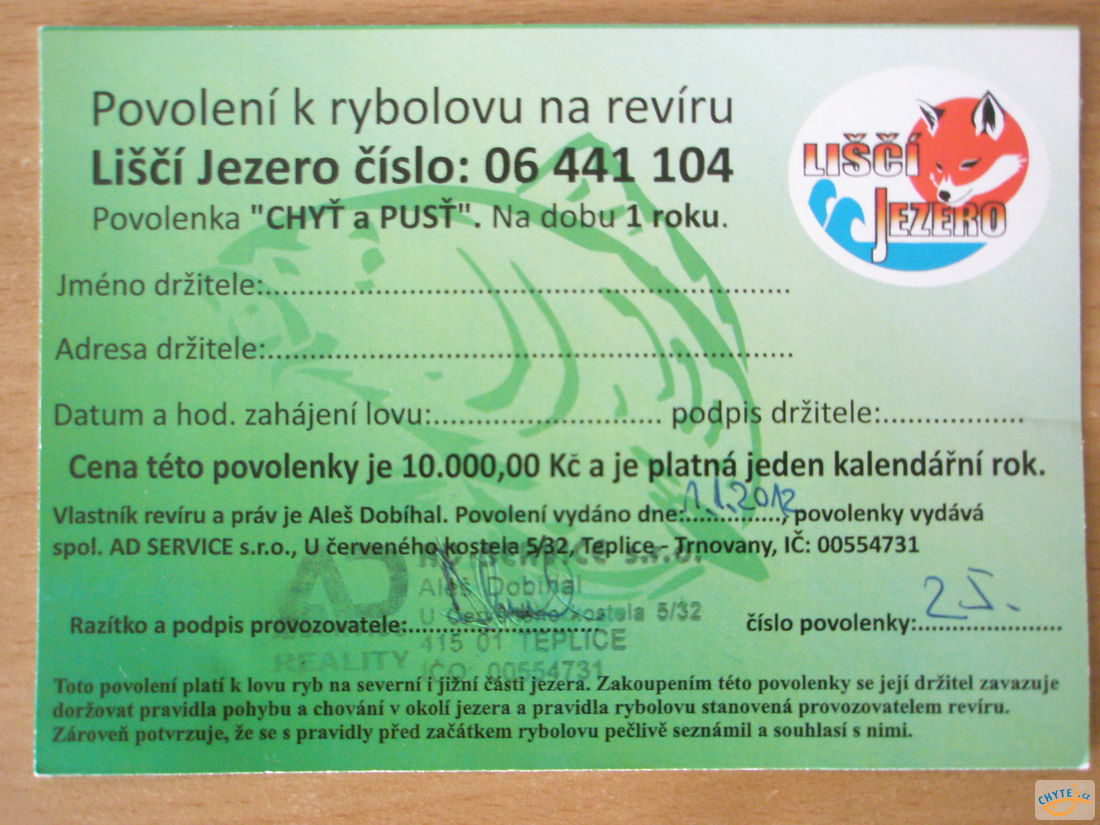 Povolení k rybolovu na revíru
Liščí Jezero číslo: 06 441 104
Povolenka "CHYŤ a PUSŤ". Na dobu 1 roku.
LIŠČÍ
JEZERO
Jméno držitele:......................................................
Adresa držitele:......................................................
Datum a hod. zahájení lovu:....................... podpis držitele:................
Cena této povolenky je 10.000,00 Kč a je platná jeden kalendářní rok.
Vlastník revíru a práv je Aleš Dobíhal. Povolení vydáno dne: 1.1.2012, povolenky vydává
spol. AD SERVICE s.r.o., U červeného kostela 5/32, Teplice - Trnovany, IČ: 00554731
AD SERVICE s.r.o.
Aleš Dobíhal
U Červeného kostela 5/32
415 01 TEPLICE
REALITY
IČO: 00554731
Razítko a podpis provozovatele:.......................... číslo povolenky: 25.
Toto povolení platí k lovu ryb na severní i jižní části jezera. Zakoupením této povolenky se její držitel zavazuje
doržovat pravidla pohybu a chování v okolí jezera a pravidla rybolovu stanovená provozovatelem revíru.
Zároveň potvrzuje, že se s pravidly před začátkem rybolovu pečlivě seznámil a souhlasí s nimi.
CHYTE.cz